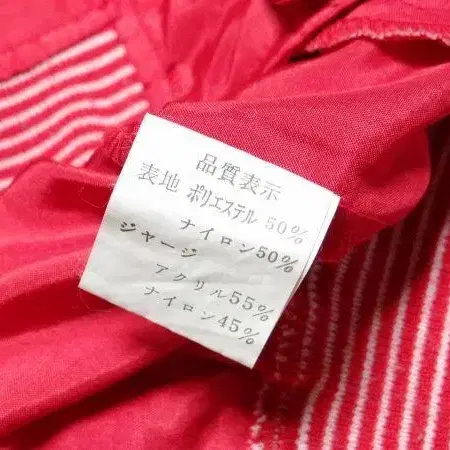 品質表示
表地 ポリエステル 50%
ナイロン50%
ジャージ
アクリル55%
ナイロン45%